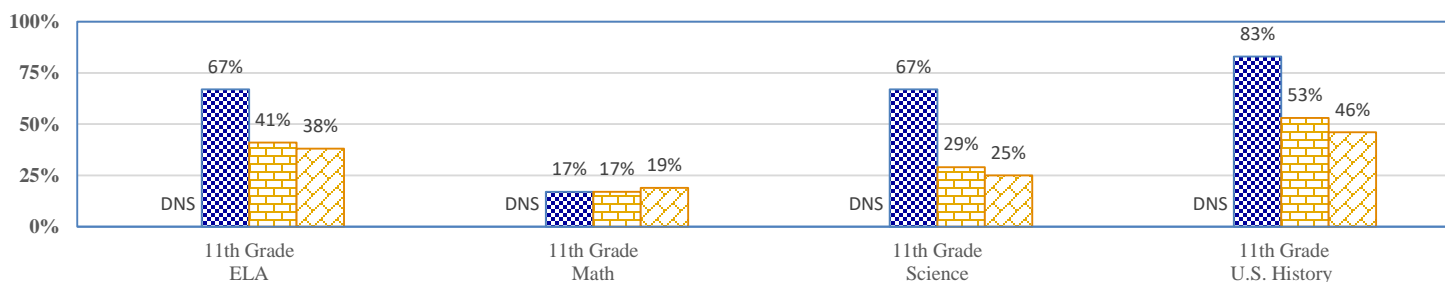 100%
75%
50%
25%
0%
DNS 67% 41% 38%
DNS 17% 17% 19%
DNS 67% 29% 25%
DNS 83% 53% 46%
11th Grade
ELA
11th Grade
Math
11th Grade
Science
11th Grade
U.S. History